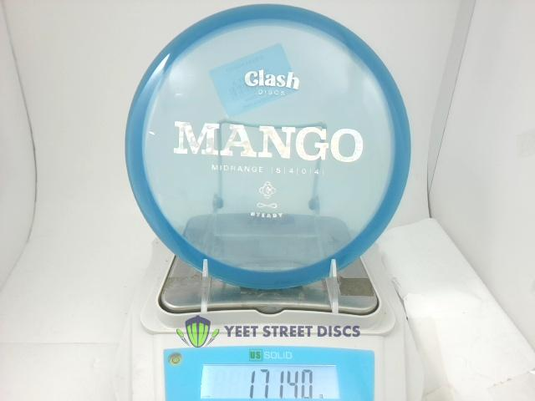 Clash
DISCS
MANGO
MIDRANGE |5|4|0|4|
STEADY
YEET STREET DISCS
US SOLID
171.40 g